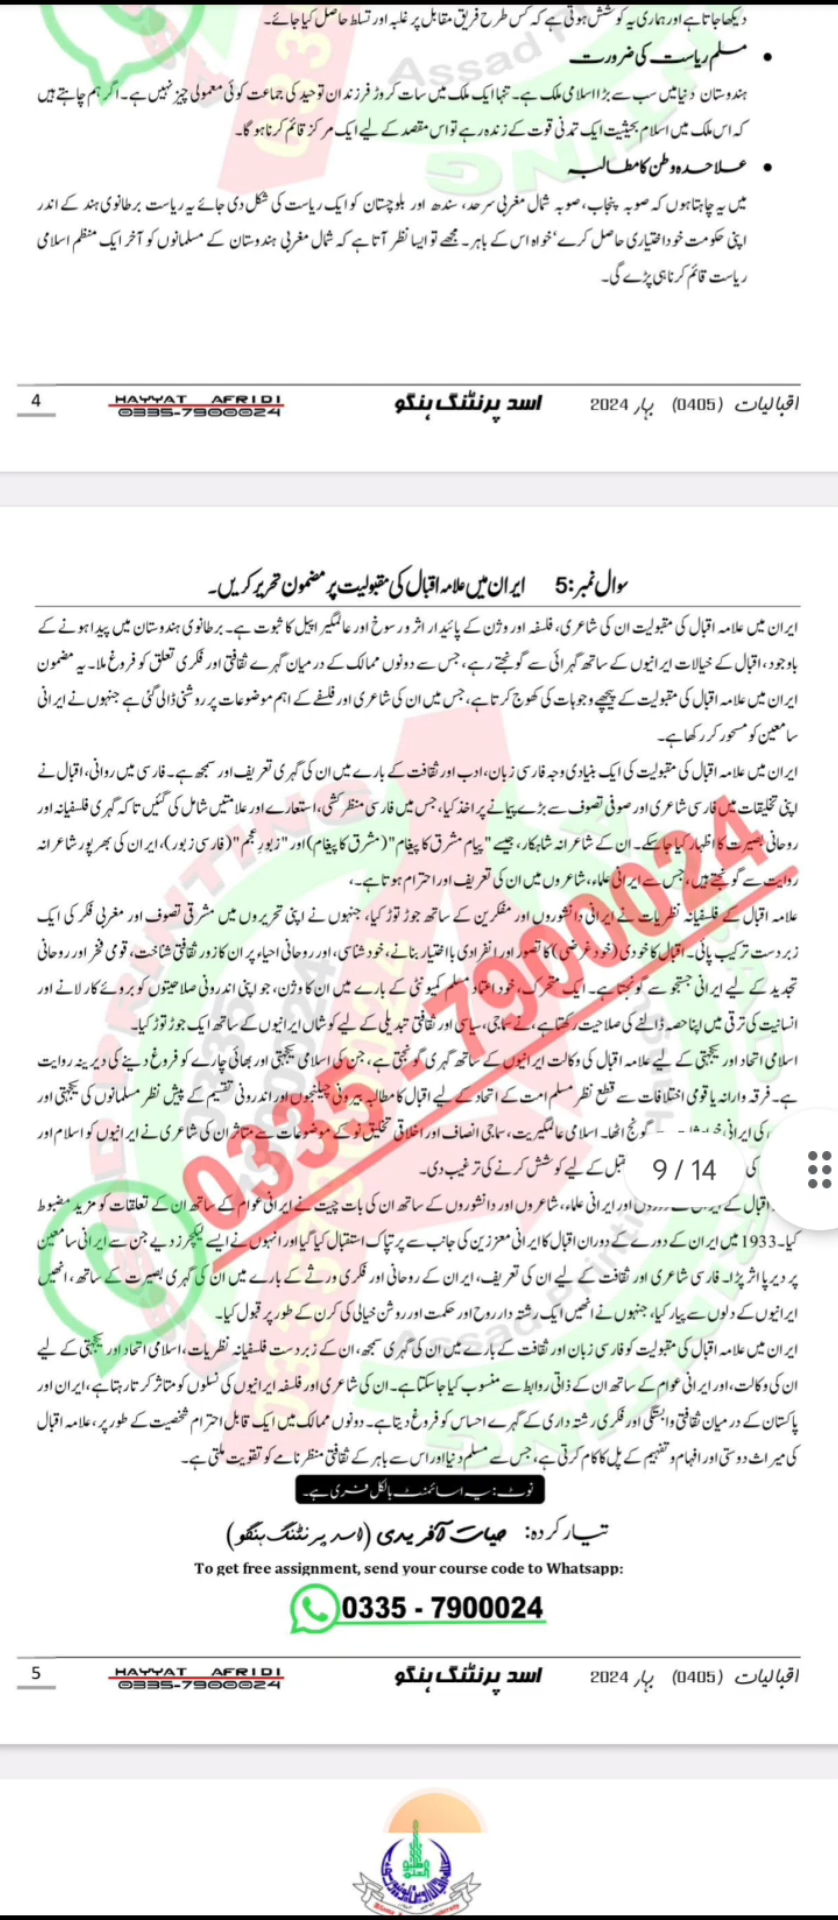 دیکھا جاتا ہے اور ہماری یہ کوشش ہوتی ہے کہ کس طرح فریق مقابل پر غلبہ اور تسلط حاصل کیا جائے۔
• مسلم ریاست کی ضرورت
ہندوستان دنیا میں سب سے بڑا اسلامی ملک ہے۔ تنہا ایک ملک میں سات کروڑ فرزندان توحید کی جماعت کوئی معمولی چیز نہیں ہے۔ اگر ہم چاہتے ہیں
کہ اس ملک میں اسلام بحیثیت ایک تمدنی قوت کے زندہ رہے تو اس مقصد کے لیے ایک مرکز قائم کرنا ہو گا۔
• علاحدہ وطن کا مطالبہ
میں یہ چاہتا ہوں کہ صوبہ پنجاب، صوبہ شمال مغربی سرحد، سندھ اور بلوچستان کو ایک ریاست کی شکل دی جائے یہ ریاست برطانوی ہند کے اندر
اپنی حکومت خود اختیاری حاصل کرے، خواہ اس کے باہر۔ مجھے تو ایسا نظر آتا ہے کہ شمال مغربی ہندوستان کے مسلمانوں کو آخر ایک منظم اسلامی
ریاست قائم کرنا ہی پڑے گی۔
اقبالیات (0405) بہار 2024 اسد پرنٹنگ ہنگو HAYYAT AFRIDI 4
0335-7900024
سوال نمبر:5 ایران میں علامہ اقبال کی مقبولیت پر مضمون تحریر کریں۔
ایران میں علامہ اقبال کی مقبولیت ان کی شاعری، فلسفہ اور وژن کے پائیدار اثر و رسوخ اور عالمگیر اپیل کا ثبوت ہے۔ برطانوی ہندوستان میں پیدا ہونے کے
باوجود، اقبال کے خیالات ایرانیوں کے ساتھ گہرائی سے گونجتے رہے، جس سے دونوں ممالک کے درمیان گہرے ثقافتی اور فکری تعلق کو فروغ ملا۔ یہ مضمون
ایران میں علامہ اقبال کی مقبولیت کے پیچھے وجوہات کی کھوج کرتا ہے، جس میں ان کی شاعری اور فلسفے کے اہم موضوعات پر روشنی ڈالی گئی ہے جنہوں نے ایرانی
سامعین کو مسحور کر رکھا ہے۔
ایران میں علامہ اقبال کی مقبولیت کی ایک بنیادی وجہ فارسی زبان، ادب اور ثقافت کے بارے میں ان کی گہری تعریف اور سمجھ ہے۔ فارسی میں روانی، اقبال نے
اپنی تخلیقات میں فارسی شاعری اور صوفی تصوف سے بڑے پیمانے پر اخذ کیا، جس میں فارسی منظر کشی، استعارے اور علامتیں شامل کی گئیں تاکہ گہری فلسفیانہ اور
روحانی بصیرت کا اظہار کیا جا سکے۔ ان کے شاعرانہ شاہکار، جیسے "پیام مشرق کا پیغام" (مشرق کا پیغام) اور "زبور عجم" (فارسی زبور)، ایران کی بھرپور شاعرانہ
روایت سے گونجتے ہیں، جس سے ایرانی علماء، شاعروں میں ان کی تعریف اور احترام ہوتا ہے۔،
علامہ اقبال کے فلسفیانہ نظریات نے ایرانی دانشوروں اور مفکرین کے ساتھ جوڑ توڑ کیا، جنہوں نے اپنی تحریروں میں مشرقی تصوف اور مغربی فکر کی ایک
زبردست ترکیب پائی۔ اقبال کا خودی (خود غرضی) کا تصور اور انفرادی بااختیار بنانے، خود شناسی، اور روحانی احیاء پر ان کا زور ثقافتی شناخت، قومی فخر اور روحانی
تجدید کے لیے ایرانی جستجو سے گونجتا ہے۔ ایک متحرک، خود اعتماد مسلم کمیونٹی کے بارے میں ان کا وژن، جو اپنی اندرونی صلاحیتوں کو بروئے کار لانے اور
انسانیت کی ترقی میں اپنا حصہ ڈالنے کی صلاحیت رکھتا ہے، نے سماجی، سیاسی اور ثقافتی تبدیلی کے لیے کوشاں ایرانیوں کے ساتھ ایک جوڑ توڑ کیا۔
اسلامی اتحاد اور یکجہتی کے لیے علامہ اقبال کی وکالت ایرانیوں کے ساتھ گہری گونجتی ہے، جن کی اسلامی یکجہتی اور بھائی چارے کو فروغ دینے کی دیرینہ روایت
ہے۔ فرقہ وارانہ یا قومی اختلافات سے قطع نظر مسلم امت کے اتحاد کے لیے اقبال کا مطالبہ بیرونی چیلنجوں اور اندرونی تقسیم کے پیش نظر مسلمانوں کی یکجہتی اور
کی ایرانی گونج اٹھا۔ اسلامی عالمگیریت، سماجی انصاف اور اخلاقی تخلیق نو کے موضوعات سے متاثر ان کی شاعری نے ایرانیوں کو اسلام اور
کی قبل کے لیے کوشش کرنے کی ترغیب دی۔
9 / 14
اقبال کے اور ایرانی علماء، شاعروں اور دانشوروں کے ساتھ ان کی بات چیت نے ایرانی عوام کے ساتھ ان کے تعلقات کو مزید مضبوط
کیا۔ 1933 میں ایران کے دورے کے دوران اقبال کا ایرانی معززین کی جانب سے پرتپاک استقبال کیا گیا اور انہوں نے ایسے لیکچرز دیے جن سے ایرانی سامعین
پر دیرپا اثر پڑا۔ فارسی شاعری اور ثقافت کے لیے ان کی تعریف، ایران کے روحانی اور فکری ورثے کے بارے میں ان کی گہری بصیرت کے ساتھ، انھیں
ایرانیوں کے دلوں سے پیار کیا، جنہوں نے انھیں ایک رشتہ دار روح اور حکمت اور روشن خیالی کی کرن کے طور پر قبول کیا۔
ایران میں علامہ اقبال کی مقبولیت کو فارسی زبان اور ثقافت کے بارے میں ان کی گہری سمجھ، ان کے زبردست فلسفیانہ نظریات، اسلامی اتحاد اور یکجہتی کے لیے
ان کی وکالت، اور ایرانی عوام کے ساتھ ان کے ذاتی روابط سے منسوب کیا جا سکتا ہے۔ ان کی شاعری اور فلسفہ ایرانیوں کی نسلوں کو متاثر کرتا رہتا ہے، ایران اور
پاکستان کے درمیان ثقافتی وابستگی اور فکری رشتہ داری کے گہرے احساس کو فروغ دیتا ہے۔ دونوں ممالک میں ایک قابل احترام شخصیت کے طور پر، علامہ اقبال
کی میراث دوستی اور افہام و تفہیم کے پل کا کام کرتی ہے، جس سے مسلم دنیا اور اس سے باہر کے ثقافتی منظر نامے کو تقویت ملتی ہے۔
0335 - 7900024
نوٹ: یہ اسائنمنٹ بالکل فری ہے۔
تیار کردہ: حیات آفریدی (اسد پرنٹنگ ہنگو)
To get free assignment, send your course code to Whatsapp:
0335 - 7900024
اقبالیات (0405) بہار 2024 اسد پرنٹنگ ہنگو HAYYAT AFRIDI 5
0335-7900024